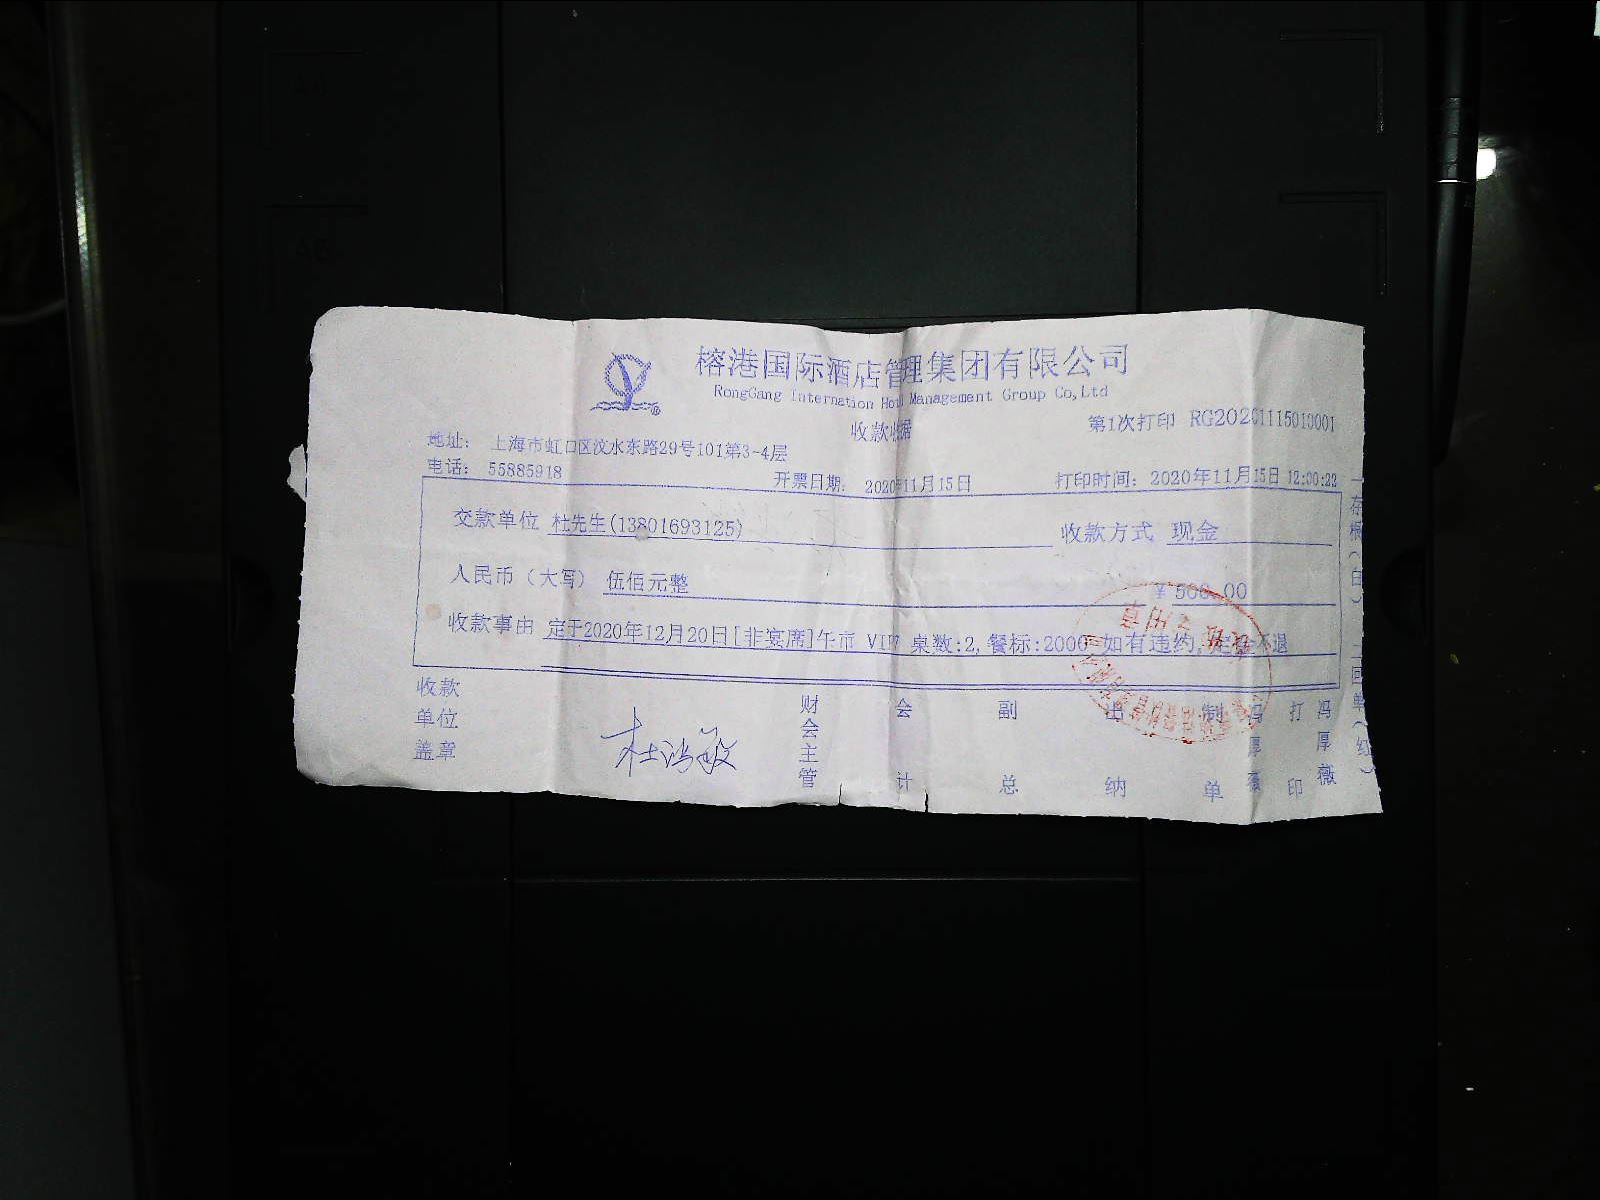 榕港国际酒店管理集团有限公司
RongGang Internation Hotel Management Group Co,Ltd
收款收据
第1次打印 RG20201115010001
地址: 上海市虹口区汶水东路29号101第3-4层
电话: 55885918
开票日期: 2020年11月15日
打印时间: 2020年11月15日 12:00:22
交款单位 杜先生(13801693125)
收款方式 现金
人民币（大写） 伍佰元整
￥500.00
收款事由 定于2020年12月20日[非宴席]午市 VIP 桌数:2, 餐标:2000 如有违约,定金不退
收款单位盖章
财会主管
会计
副总
出纳
制单 冯厚薇
打印 冯厚薇
一存根(白) 二回单(红)